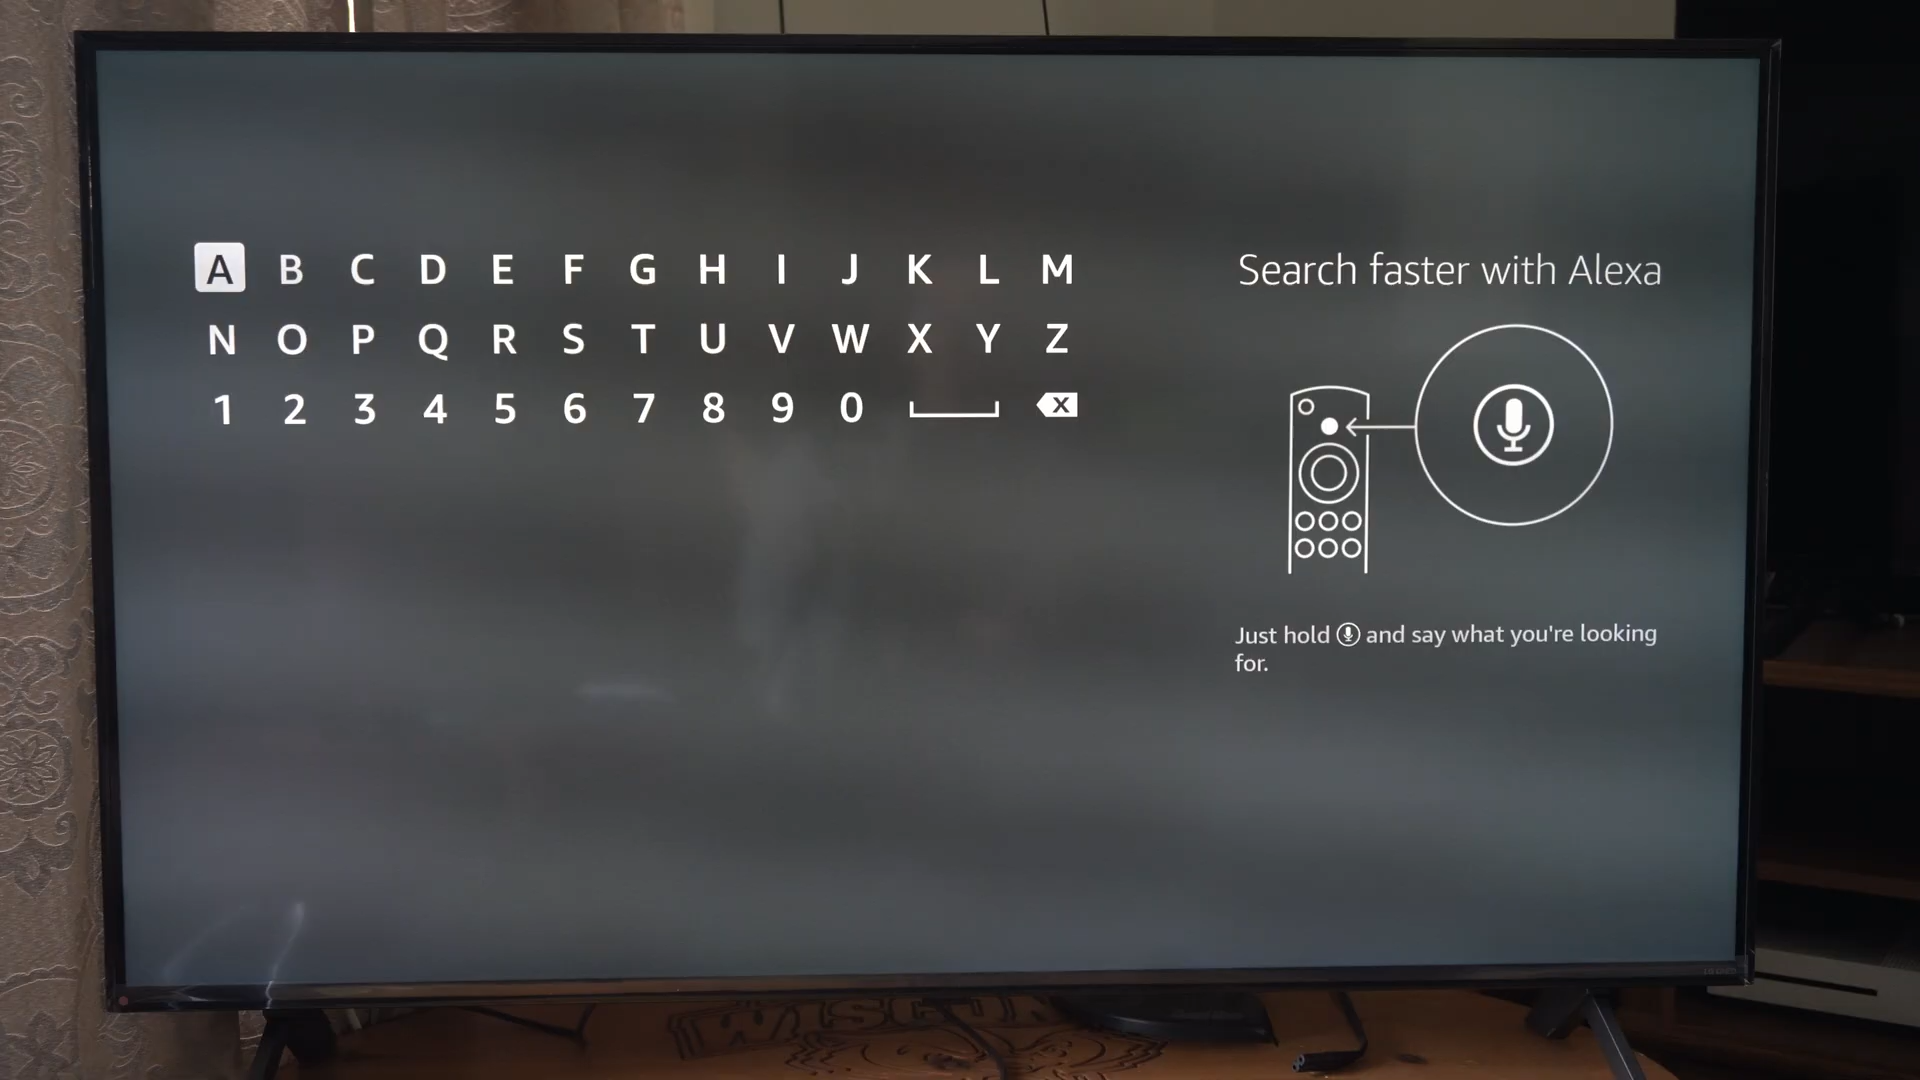 A B C D E F G H I J K L M
N O P Q R S T U V W X Y Z
1 2 3 4 5 6 7 8 9 0
Search faster with Alexa
Just hold and say what you're looking
for.